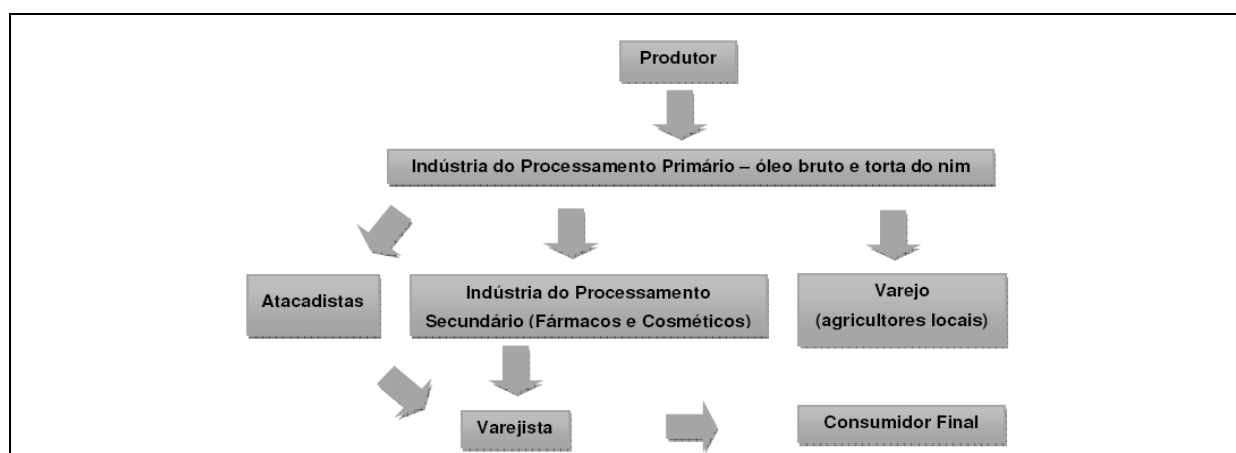 Produtor
Indústria do Processamento Primário – óleo bruto e torta do nim
Atacadistas
Indústria do Processamento
Secundário (Fármacos e Cosméticos)
Varejo
(agricultores locais)
Varejista
Consumidor Final